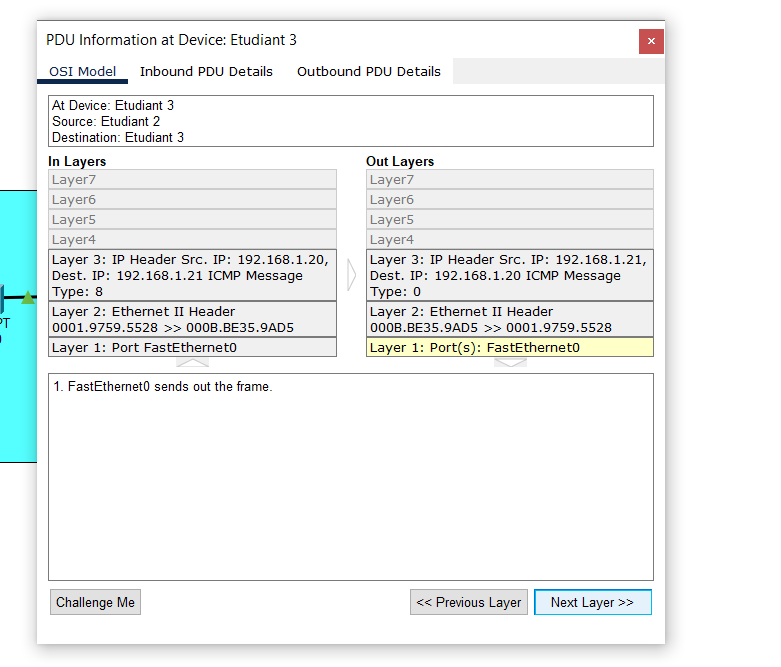 PDU Information at Device: Etudiant 3
×
OSI Model
Inbound PDU Details
Outbound PDU Details
At Device: Etudiant 3
Source: Etudiant 2
Destination: Etudiant 3
In Layers
Layer7
Layer6
Layer5
Layer4
Layer 3: IP Header Src. IP: 192.168.1.20,
Dest. IP: 192.168.1.21 ICMP Message
Type: 8
Layer 2: Ethernet II Header
0001.9759.5528 >> 000B.BE35.9AD5
Layer 1: Port FastEthernet0
Out Layers
Layer7
Layer6
Layer5
Layer4
Layer 3: IP Header Src. IP: 192.168.1.21,
Dest. IP: 192.168.1.20 ICMP Message
Type: 0
Layer 2: Ethernet II Header
000B.BE35.9AD5 >> 0001.9759.5528
Layer 1: Port(s): FastEthernet0
1. FastEthernet0 sends out the frame.
Challenge Me
<< Previous Layer
Next Layer >>